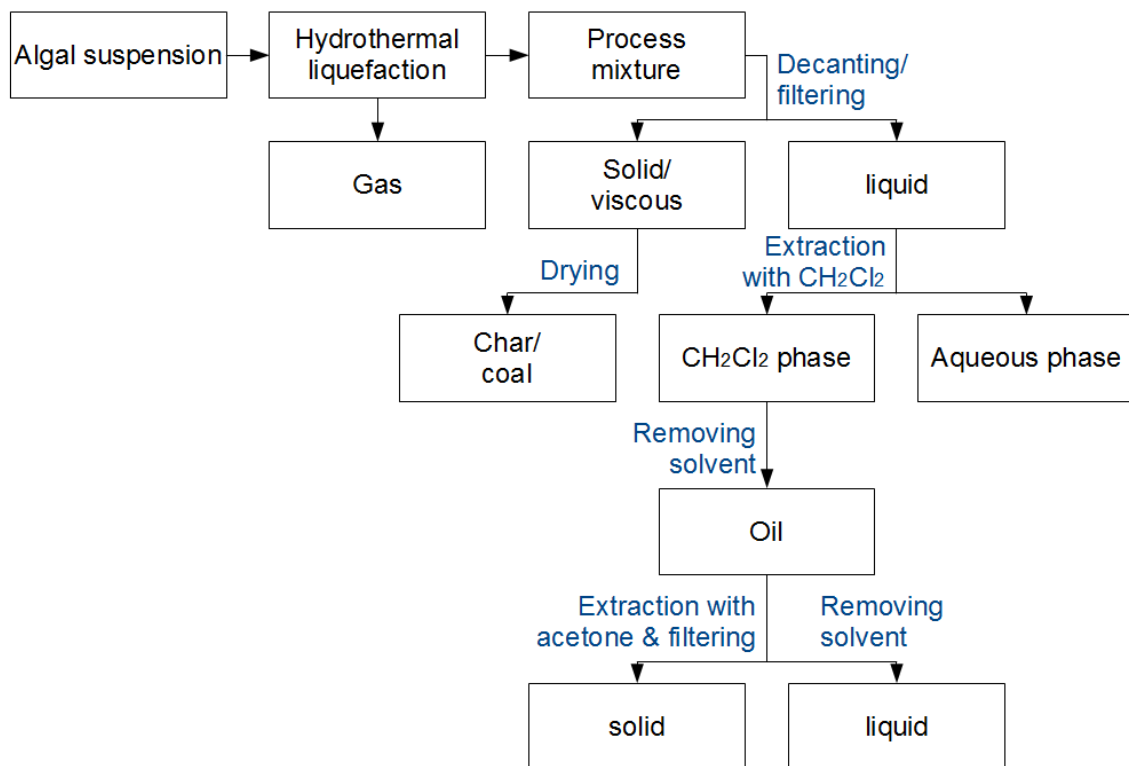 Algal suspension
Hydrothermal
liquefaction
Process
mixture
Decanting/
filtering
Gas
Solid/
viscous
liquid
Drying
Extraction
with CH₂Cl₂
Char/
coal
CH₂Cl₂ phase
Aqueous phase
Removing
solvent
Oil
Extraction with
acetone & filtering
Removing
solvent
solid
liquid